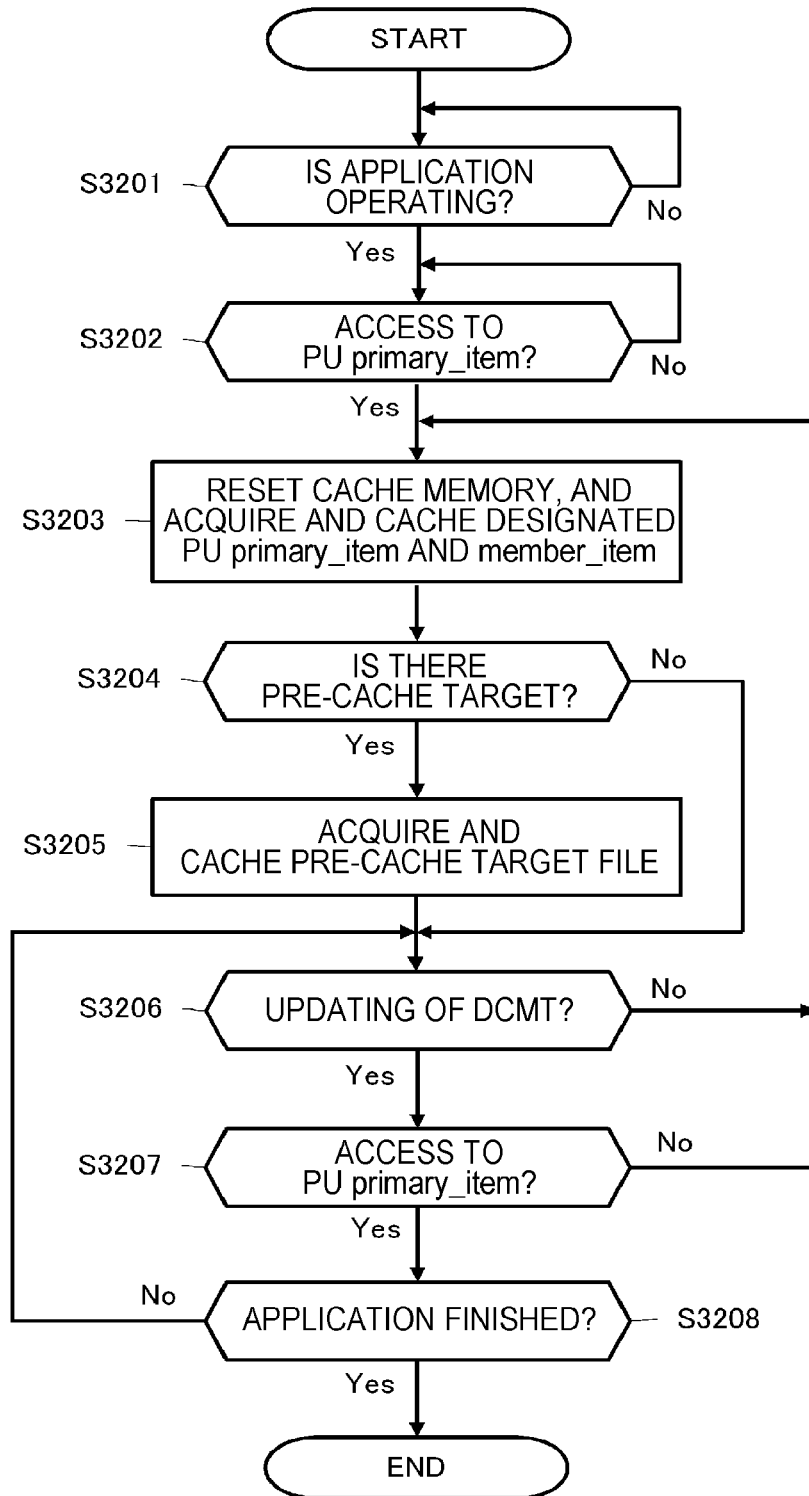 START
S3201
IS APPLICATION
OPERATING?
No
Yes
S3202
ACCESS TO
PU primary_item?
No
Yes
S3203
RESET CACHE MEMORY, AND
ACQUIRE AND CACHE DESIGNATED
PU primary_item AND member_item
S3204
IS THERE
PRE-CACHE TARGET?
No
Yes
S3205
ACQUIRE AND
CACHE PRE-CACHE TARGET FILE
S3206
UPDATING OF DCMT?
No
Yes
S3207
ACCESS TO
PU primary_item?
No
Yes
No
APPLICATION FINISHED?
S3208
Yes
END